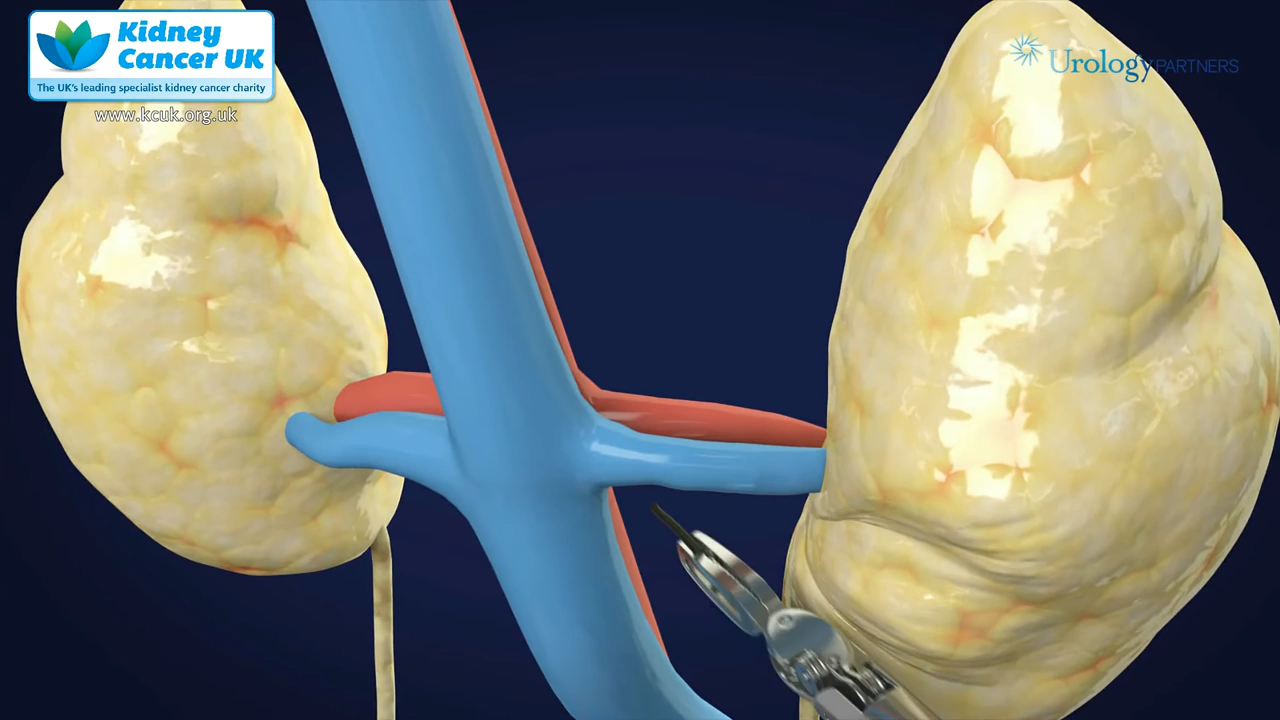 Kidney
Cancer UK
The UK's leading specialist kidney cancer charity
www.kcuk.org.uk
Urology PARTNERS